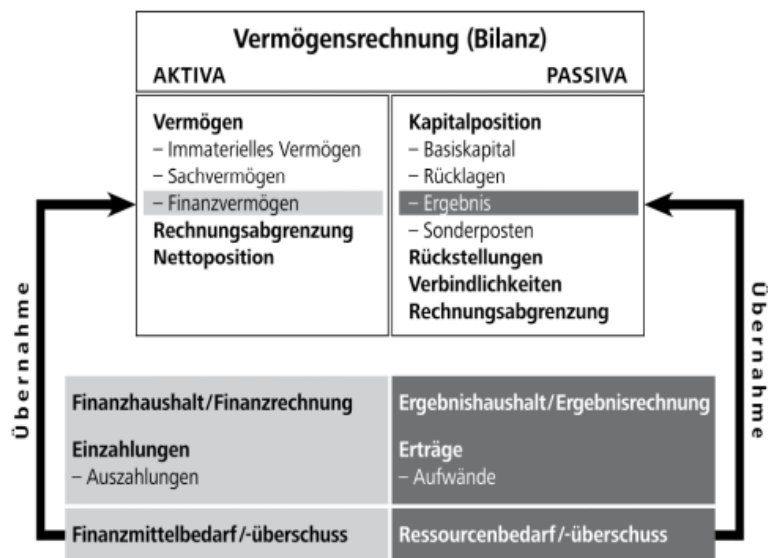 Vermögensrechnung (Bilanz)
AKTIVA
PASSIVA
Vermögen
– Immaterielles Vermögen
– Sachvermögen
– Finanzvermögen
Rechnungsabgrenzung
Nettoposition
Kapitalposition
– Basiskapital
– Rücklagen
– Ergebnis
– Sonderposten
Rückstellungen
Verbindlichkeiten
Rechnungsabgrenzung
Übernahme
Übernahme
Finanzhaushalt/Finanzrechnung
Einzahlungen
– Auszahlungen
Finanzmittelbedarf/-überschuss
Ergebnishaushalt/Ergebnisrechnung
Erträge
– Aufwände
Ressourcenbedarf/-überschuss